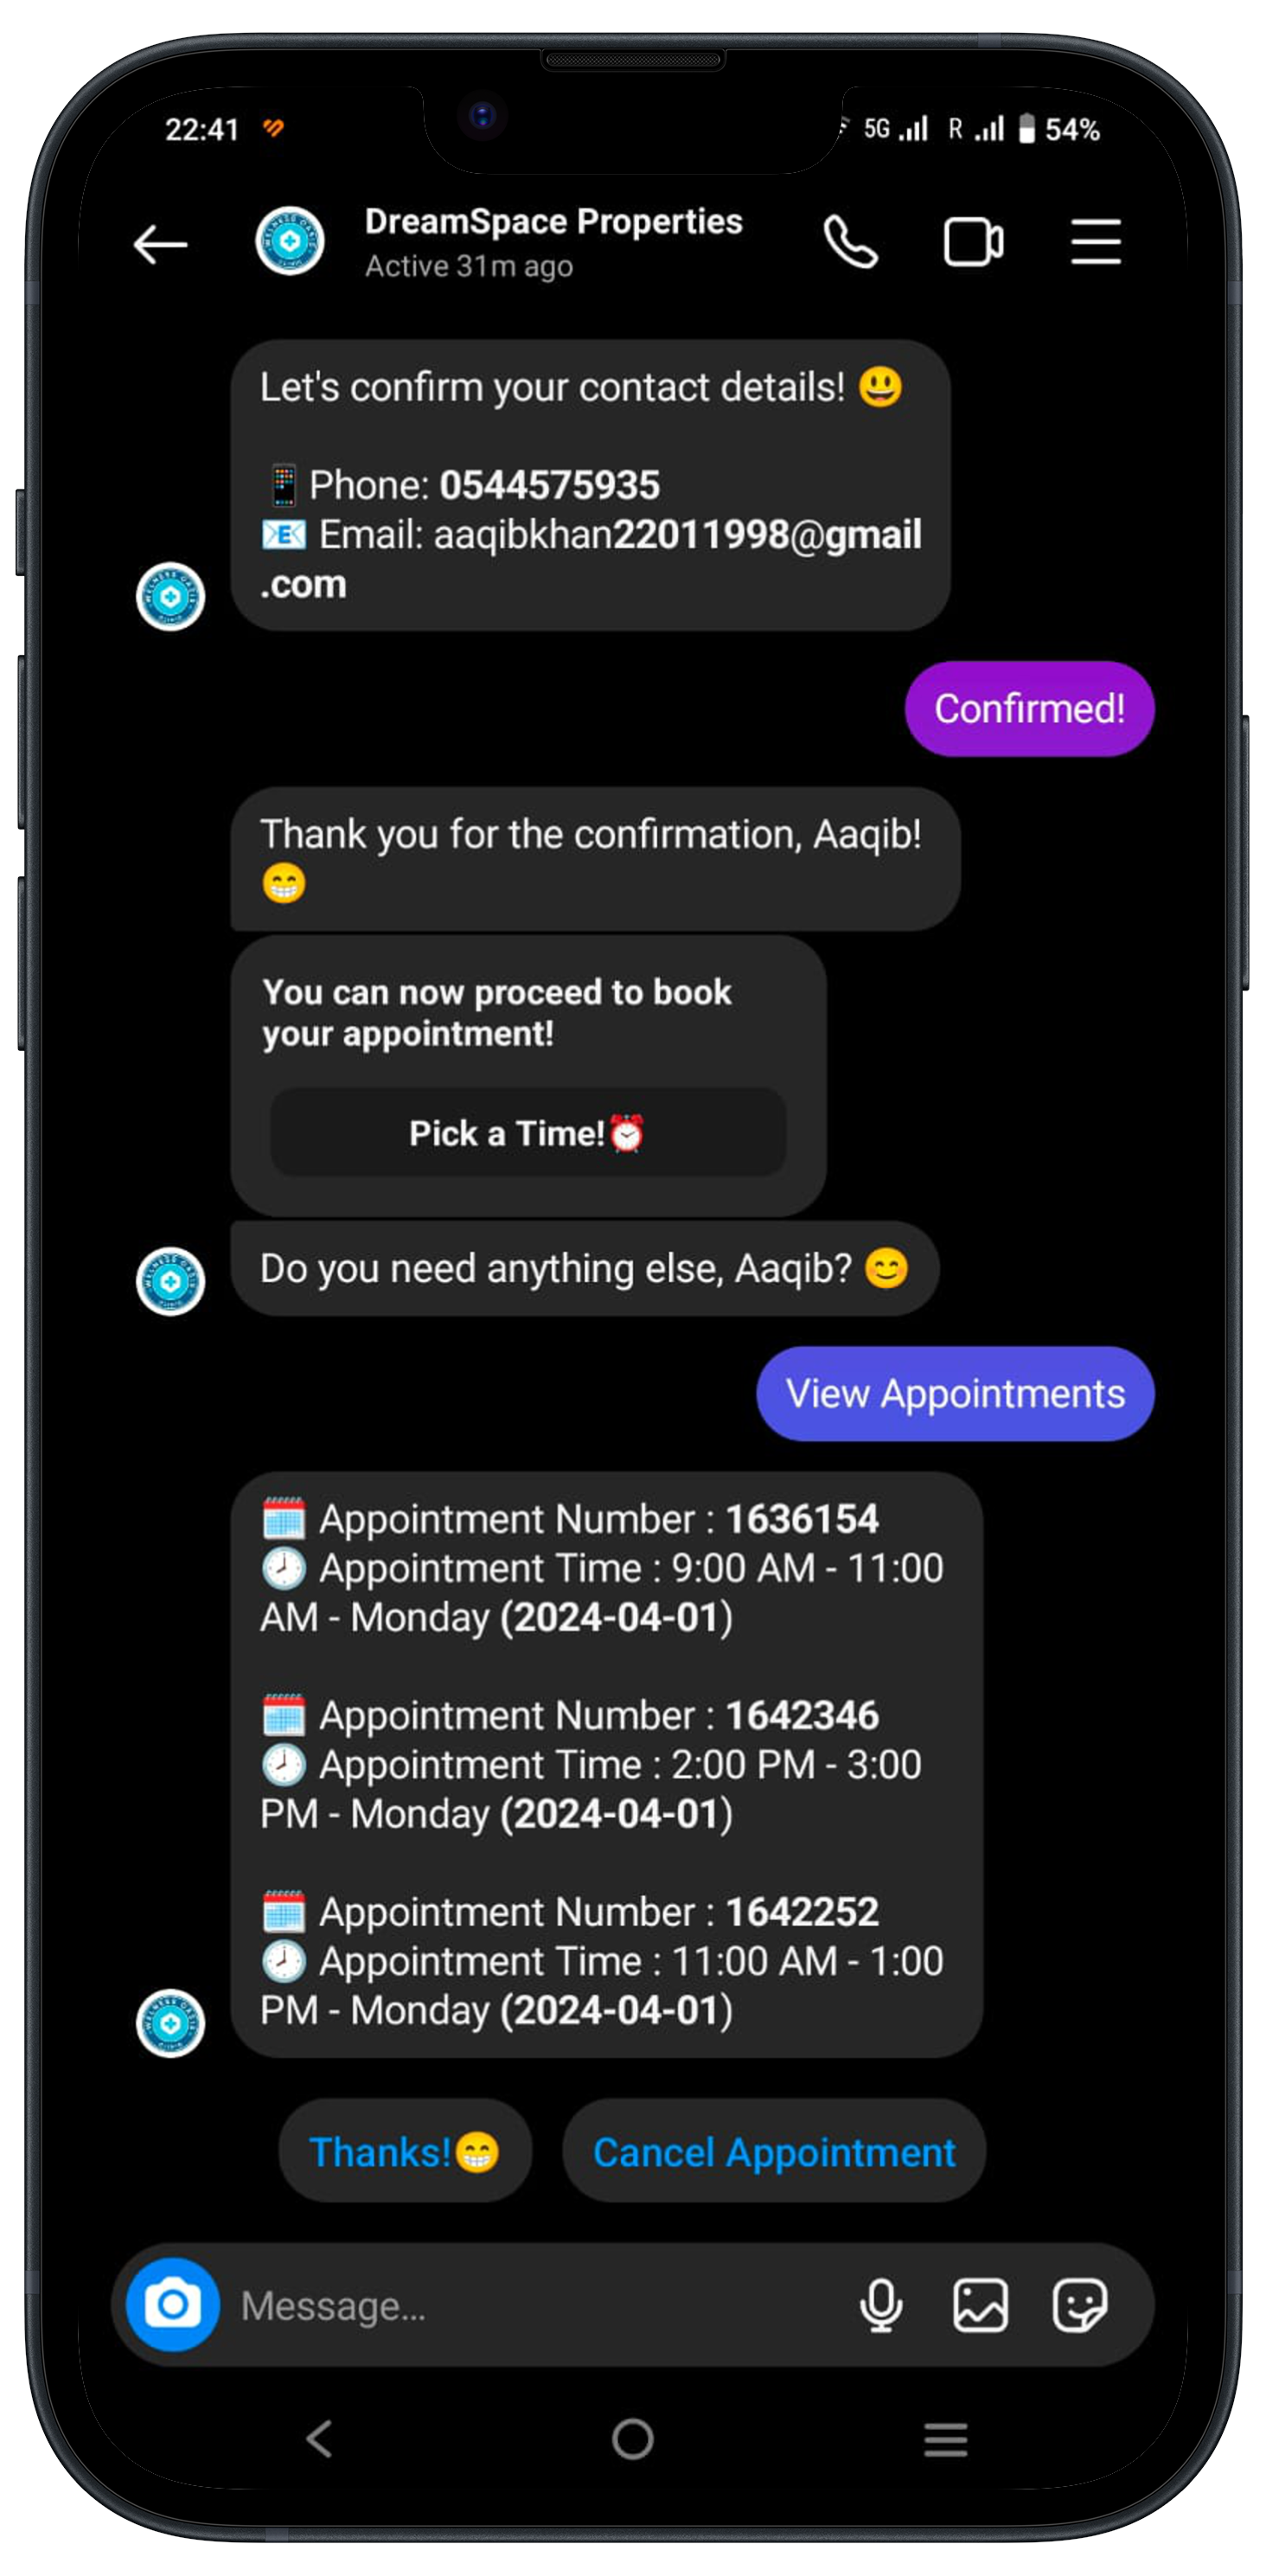 22:41 5G R 54%
DreamSpace Properties
Active 31m ago
Let's confirm your contact details! 😃
📱 Phone: 0544575935
📧 Email: aaqibkhan22011998@gmail
.com
Confirmed!
Thank you for the confirmation, Aaqib!
😁
You can now proceed to book
your appointment!
Pick a Time!⏰
Do you need anything else, Aaqib? 😊
View Appointments
🗓️ Appointment Number : 1636154
🕗 Appointment Time : 9:00 AM - 11:00
AM - Monday (2024-04-01)
🗓️ Appointment Number : 1642346
🕗 Appointment Time : 2:00 PM - 3:00
PM - Monday (2024-04-01)
🗓️ Appointment Number : 1642252
🕗 Appointment Time : 11:00 AM - 1:00
PM - Monday (2024-04-01)
Thanks!😁 Cancel Appointment
Message...